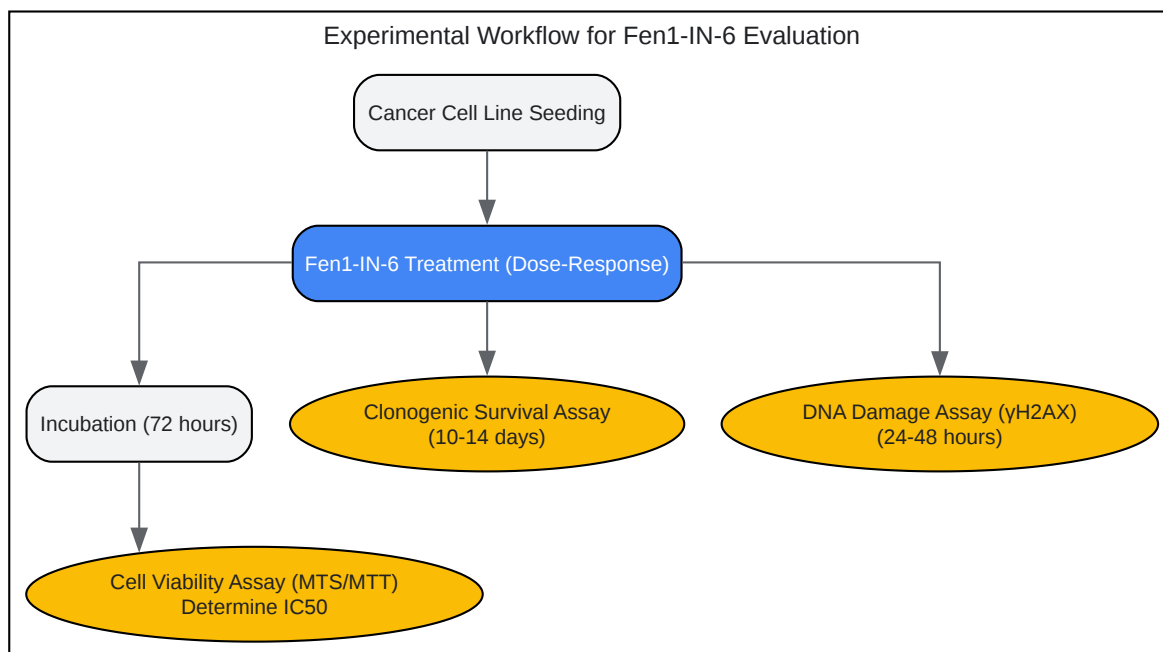 Experimental Workflow for Fen1-IN-6 Evaluation
Cancer Cell Line Seeding
Fen1-IN-6 Treatment (Dose-Response)
Incubation (72 hours)
Clonogenic Survival Assay
(10-14 days)
DNA Damage Assay (γH2AX)
(24-48 hours)
Cell Viability Assay (MTS/MTT)
Determine IC50